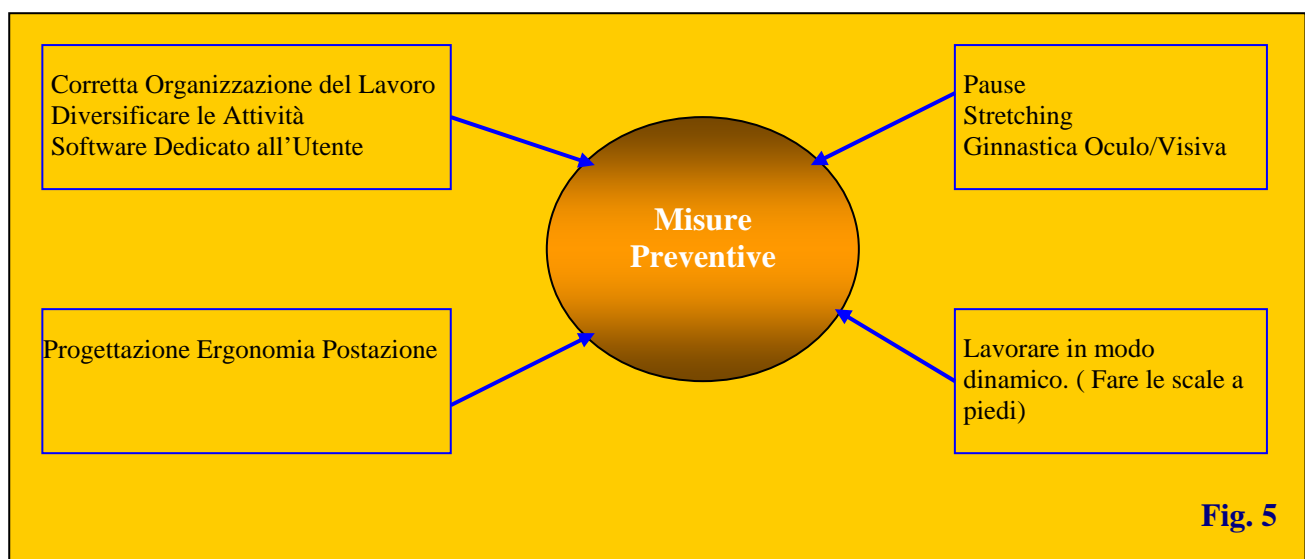 Corretta Organizzazione del Lavoro
Diversificare le Attività
Software Dedicato all’Utente
Pause
Stretching
Ginnastica Oculo/Visiva
Misure
Preventive
Progettazione Ergonomia Postazione
Lavorare in modo
dinamico. ( Fare le scale a
piedi)
Fig. 5